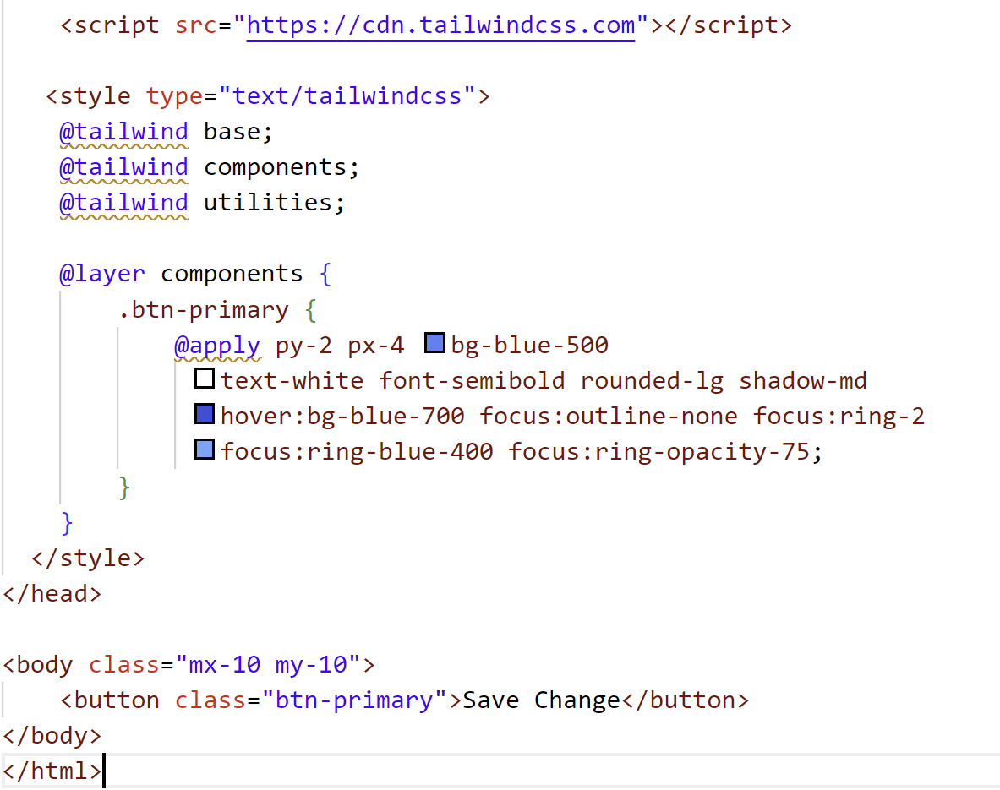 <script src="https://cdn.tailwindcss.com"></script>
<style type="text/tailwindcss">
@tailwind base;
@tailwind components;
@tailwind utilities;
@layer components {
.btn-primary {
@apply py-2 px-4 bg-blue-500
text-white font-semibold rounded-lg shadow-md
hover:bg-blue-700 focus:outline-none focus:ring-2
focus:ring-blue-400 focus:ring-opacity-75;
}
}
</style>
</head>
<body class="mx-10 my-10">
<button class="btn-primary">Save Change</button>
</body>
</html>